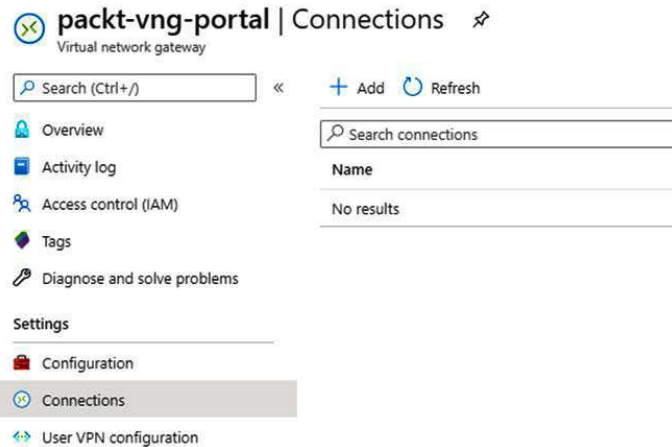 packt-vng-portal | Connections
Virtual network gateway
Search (Ctrl+/)
«
Overview
Activity log
Access control (IAM)
Tags
Diagnose and solve problems
Settings
Configuration
Connections
User VPN configuration
Add Refresh
Search connections
Name
No results